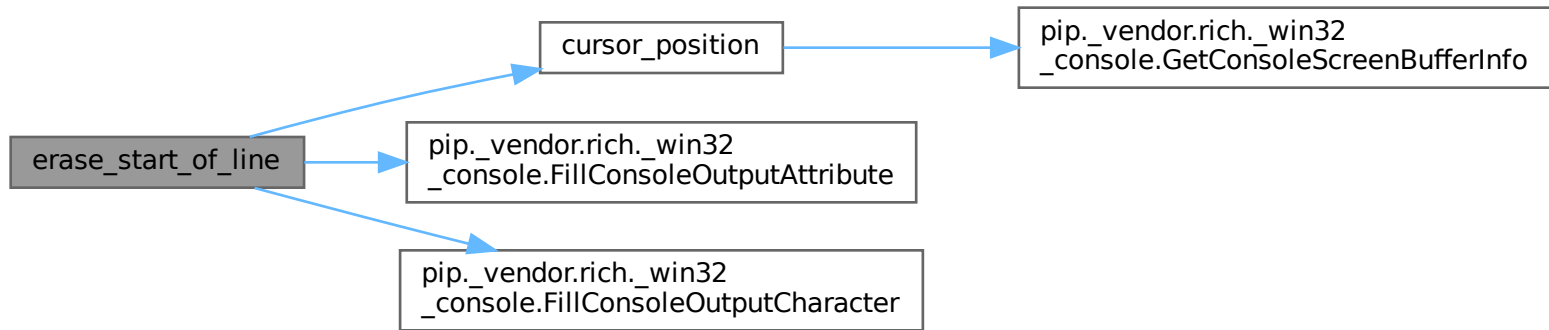 erase_start_of_line
cursor_position
pip._vendor.rich._win32
_console.GetConsoleScreenBufferInfo
pip._vendor.rich._win32
_console.FillConsoleOutputAttribute
pip._vendor.rich._win32
_console.FillConsoleOutputCharacter